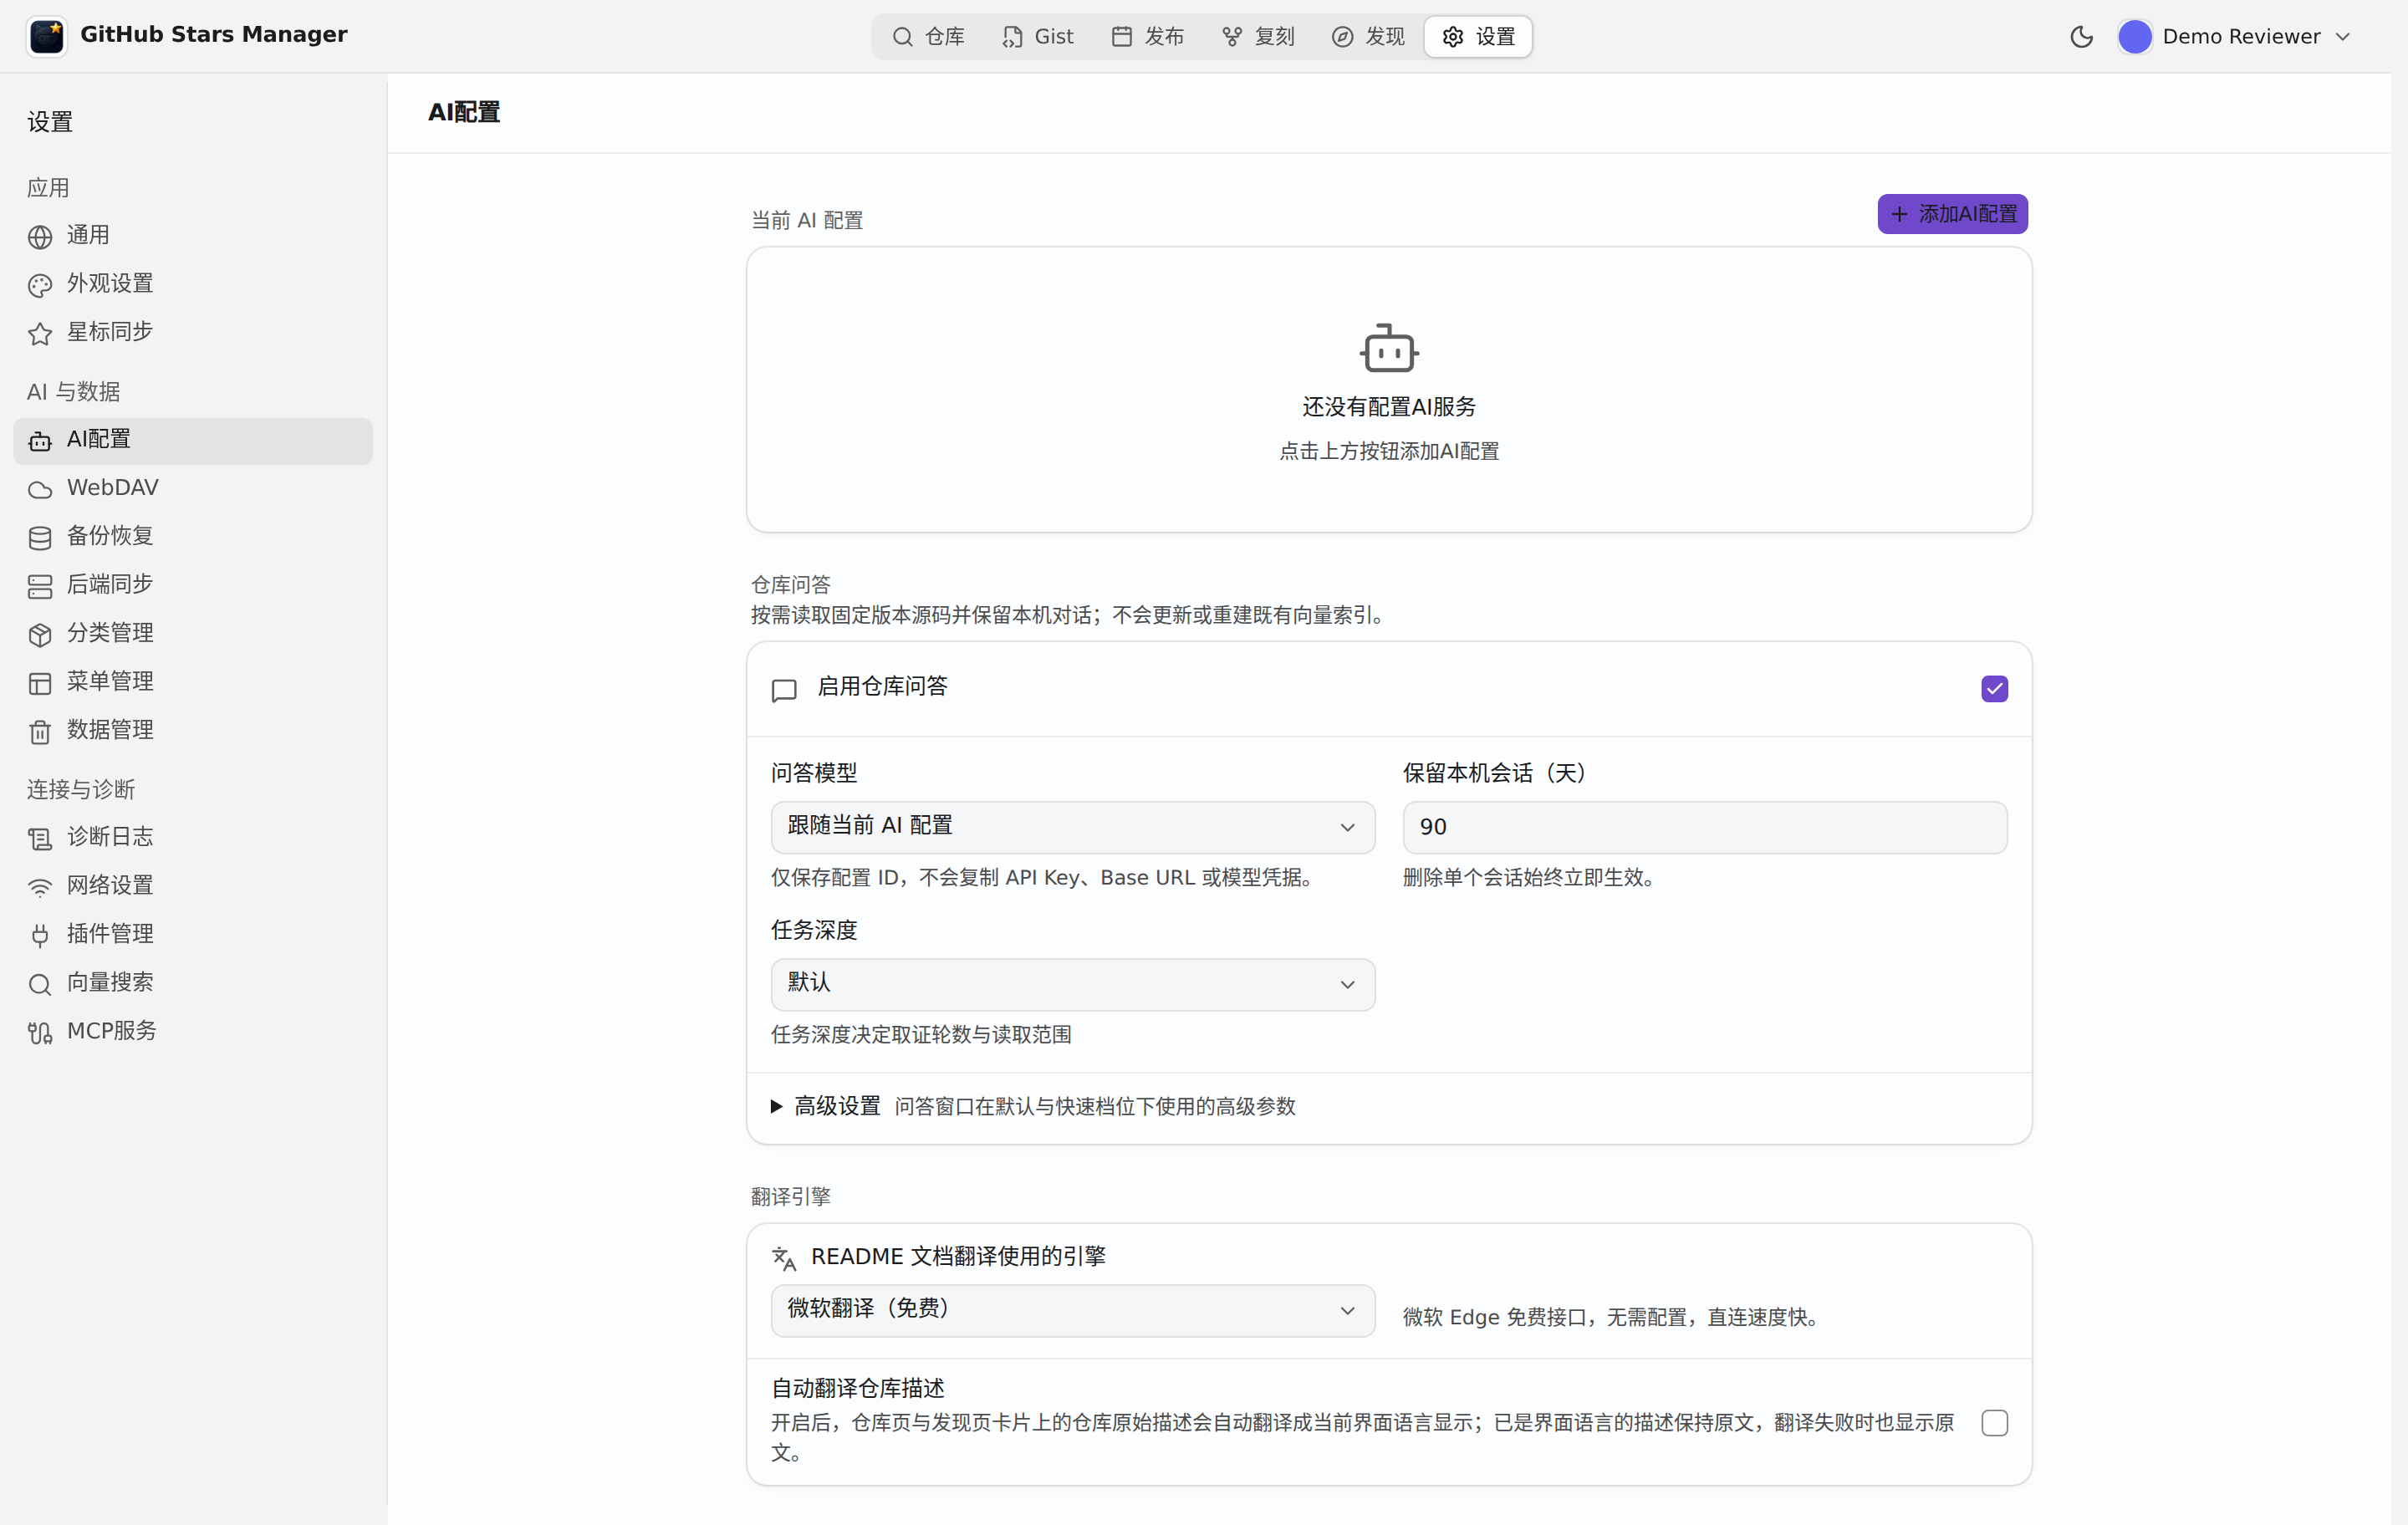 GitHub Stars Manager
仓库
Gist
发布
复刻
发现
设置
Demo Reviewer
设置
应用
通用
外观设置
星标同步
AI 与数据
AI配置
WebDAV
备份恢复
后端同步
分类管理
菜单管理
数据管理
连接与诊断
诊断日志
网络设置
插件管理
向量搜索
MCP服务
AI配置
当前 AI 配置
添加AI配置
还没有配置AI服务
点击上方按钮添加AI配置
仓库问答
按需读取固定版本源码并保留本机对话；不会更新或重建既有向量索引。
启用仓库问答
问答模型
跟随当前 AI 配置
仅保存配置 ID，不会复制 API Key、Base URL 或模型凭据。
保留本机会话（天）
90
删除单个会话始终立即生效。
任务深度
默认
任务深度决定取证轮数与读取范围
高级设置 问答窗口在默认与快速档位下使用的高级参数
翻译引擎
README 文档翻译使用的引擎
微软翻译（免费）
微软 Edge 免费接口，无需配置，直连速度快。
自动翻译仓库描述
开启后，仓库页与发现页卡片上的仓库原始描述会自动翻译成当前界面语言显示；已是界面语言的描述保持原文，翻译失败时也显示原
文。